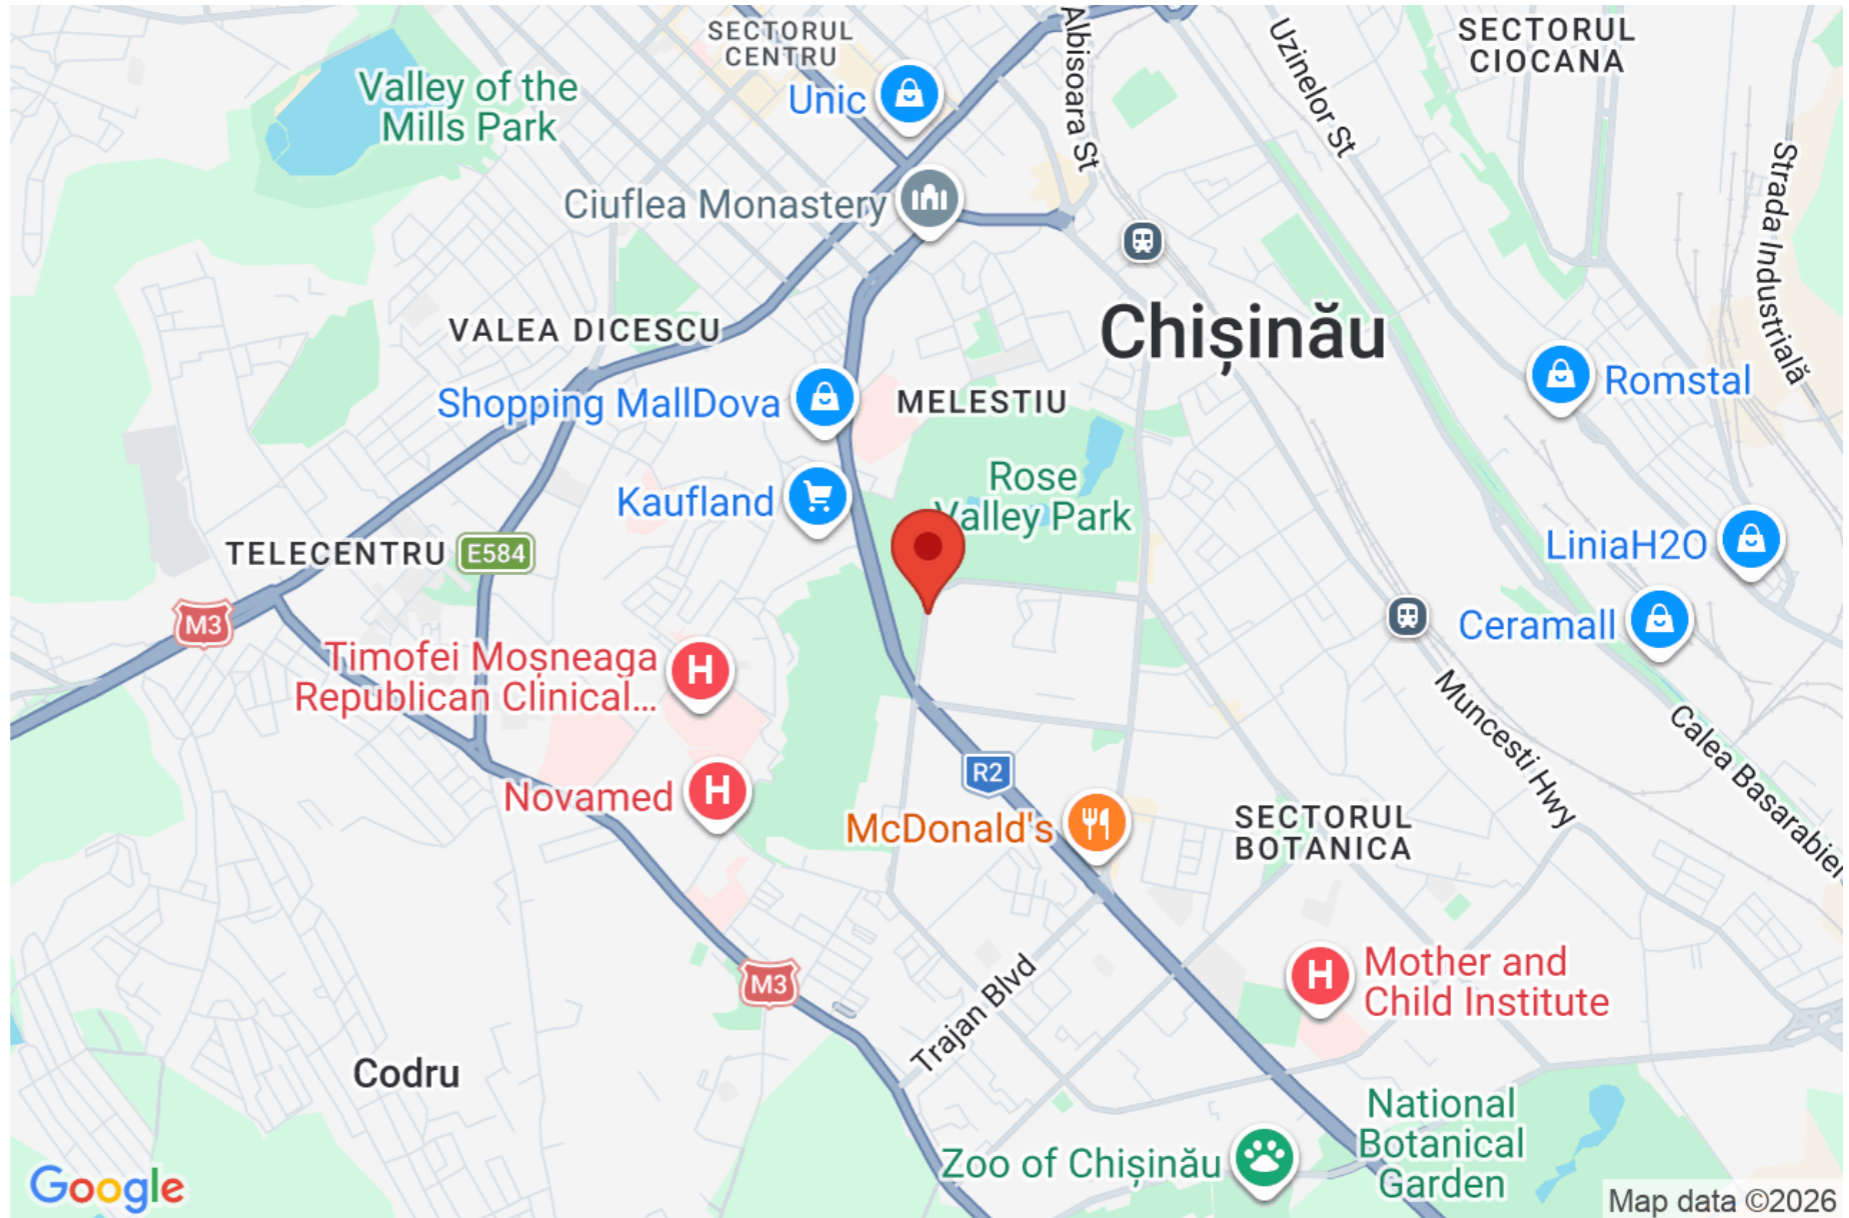 SECTORUL
CENTRU
Albisoara St
Uzinelor St
SECTORUL
CIOCANA
Valley of the
Mills Park
Unic
Strada Industrială
Ciuflea Monastery
Chișinău
VALEA DICESCU
Shopping MallDova
MELESTIU
Romstal
Rose
Valley Park
Kaufland
TELECENTRU
E584
LiniaH2O
M3
Ceramall
Timofei Moșneaga
Republican Clinical...
H
Muncesti Hwy
Calea Basarabiei
R2
Novamed
H
McDonald's
SECTORUL
BOTANICA
M3
Trajan Blvd
H
Mother and
Child Institute
Codru
National
Botanical
Garden
Zoo of Chișinău
Google
Map data ©2026